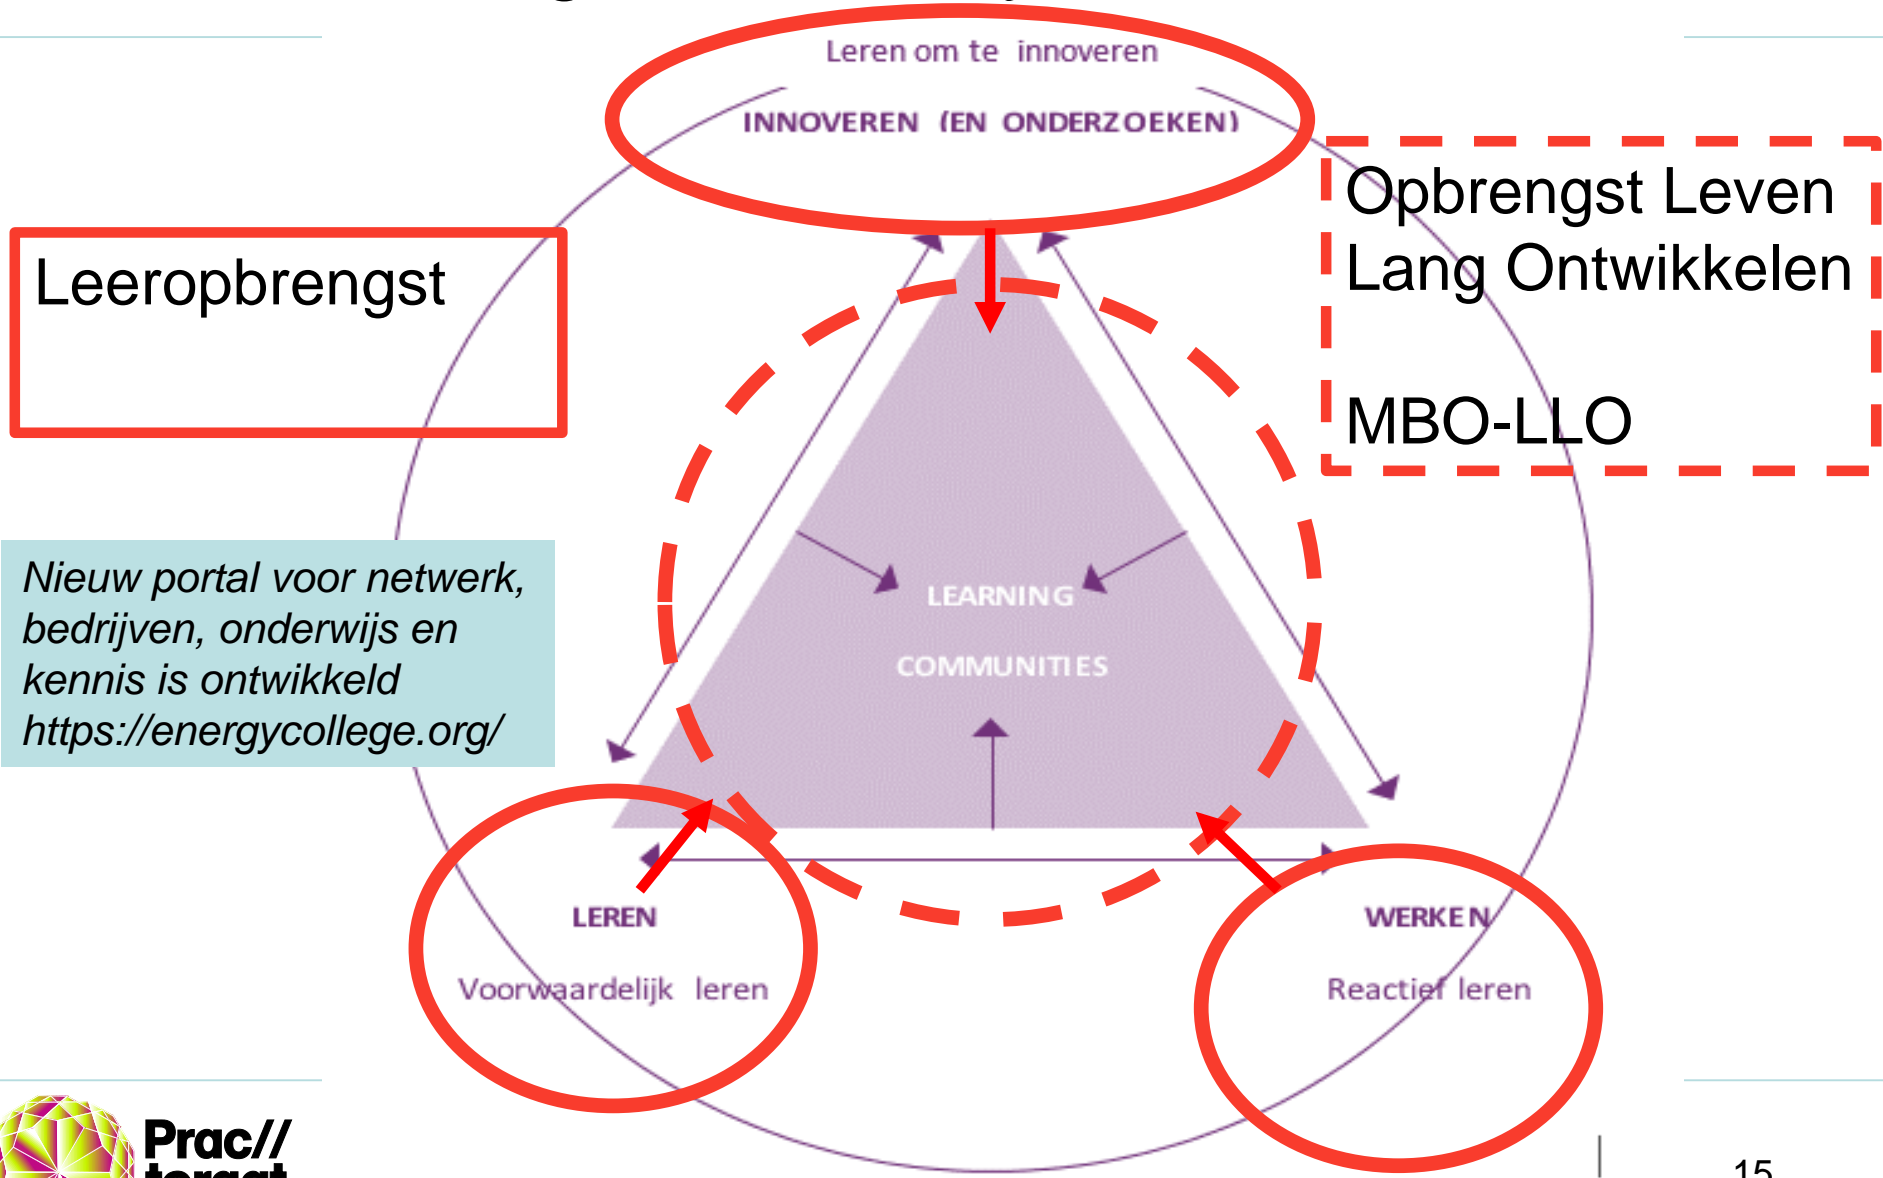 Leren om te innoveren
INNOVEREN (EN ONDERZOEKEN)
Opbrengst Leven
Lang Ontwikkelen
MBO-LLO
Leeropbrengst
Nieuw portal voor netwerk,
bedrijven, onderwijs en
kennis is ontwikkeld
https://energycollege.org/
LEARNING
COMMUNITIES
LEREN
Voorwaardelijk leren
WERKEN
Reactief leren
Prac//
toraat
15